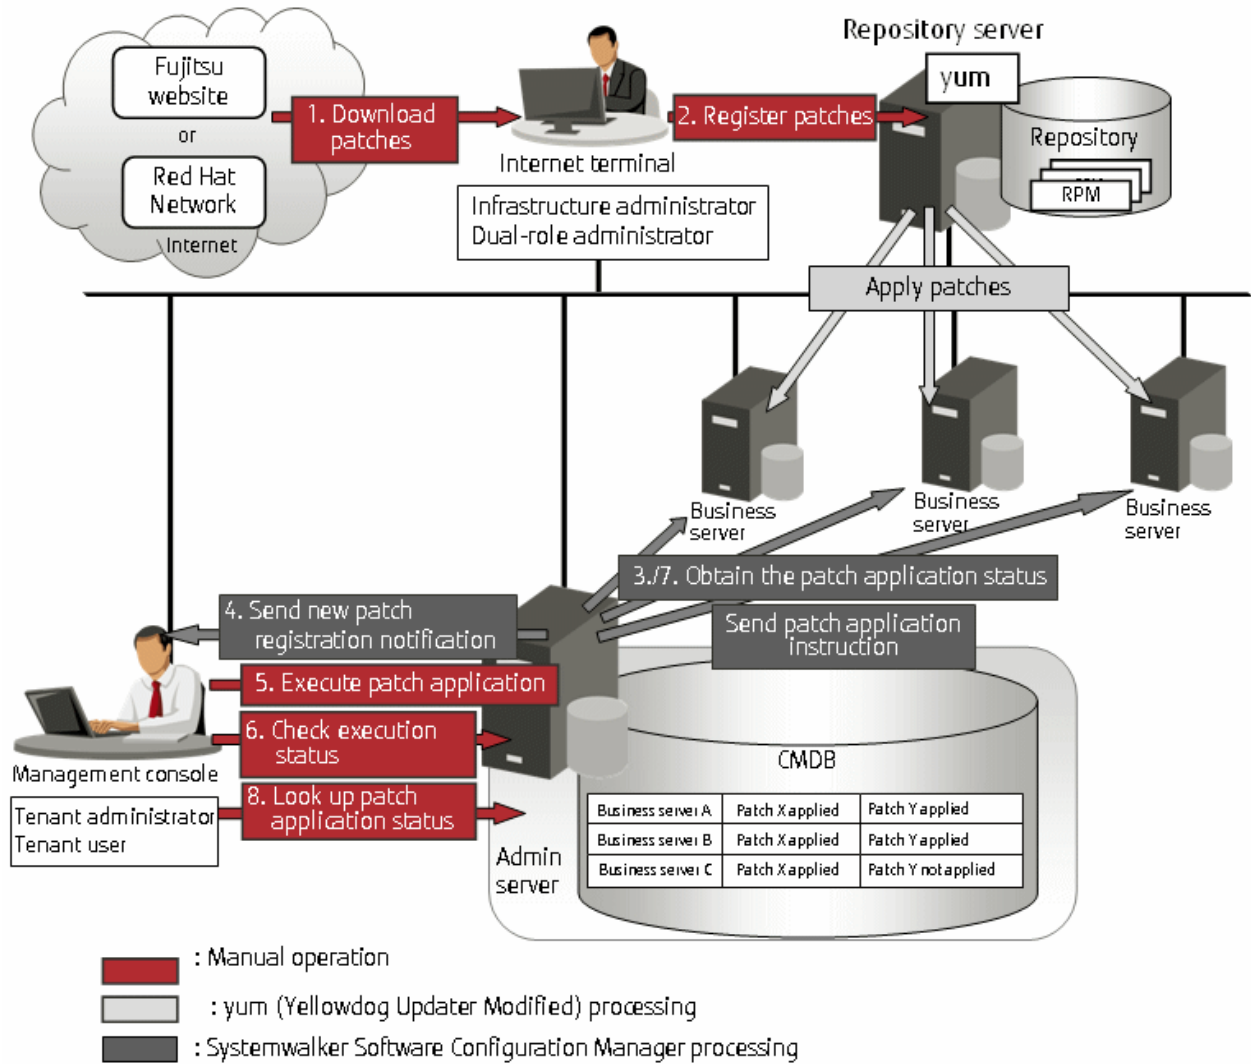 Fujitsu
website
or
Red Hat
Network
Internet
1. Download
patches
Internet terminal
Infrastructure administrator
Dual-role administrator
2. Register patches
Repository server
yum
Repository
RPM
Apply patches
Business
server
Business
server
Business
server
3./7. Obtain the patch application status
Send patch application
instruction
4. Send new patch
registration notification
5. Execute patch application
6. Check execution
status
8. Look up patch
application status
Management console
Tenant administrator
Tenant user
Admin
server
CMDB
Business server A Patch X applied Patch Y applied
Business server B Patch X applied Patch Y applied
Business server C Patch X applied Patch Y not applied
: Manual operation
: yum (Yellowdog Updater Modified) processing
: Systemwalker Software Configuration Manager processing